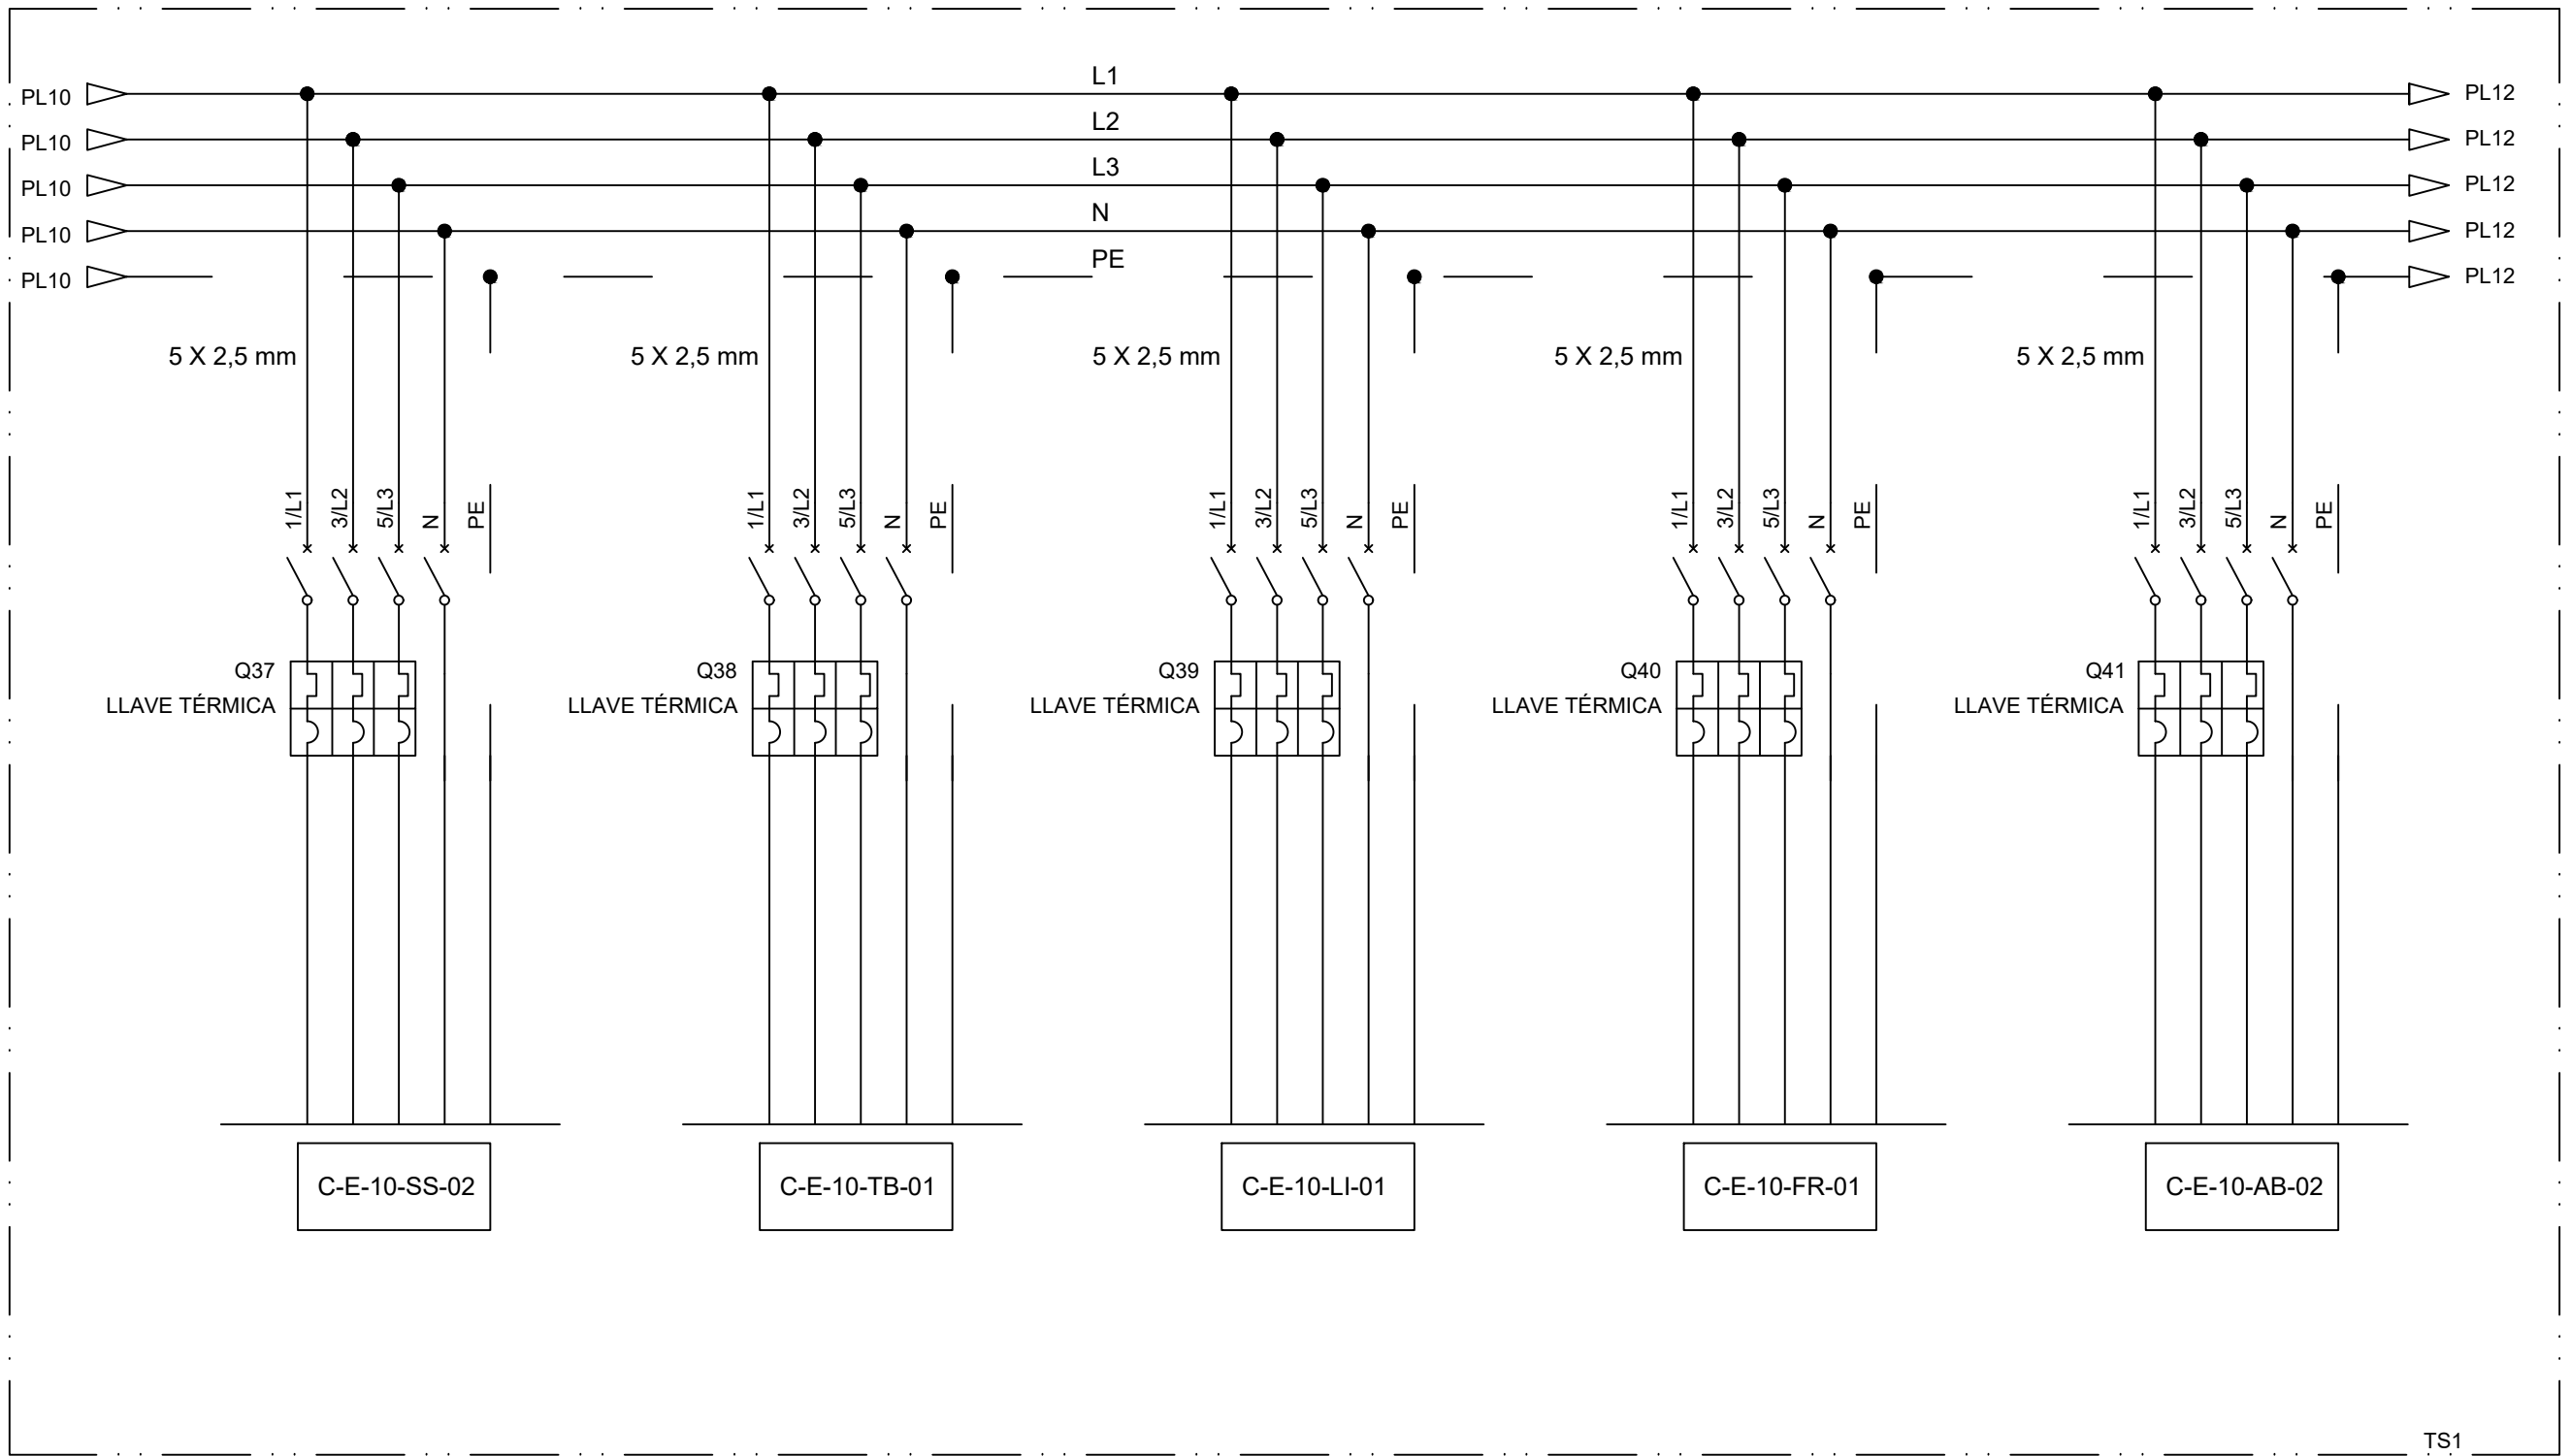 L1
PL10 PL12
L2
PL10 PL12
L3
PL10 PL12
N
PL10 PL12
PE
PL10 PL12
5 X 2,5 mm 5 X 2,5 mm 5 X 2,5 mm 5 X 2,5 mm 5 X 2,5 mm
1/L1 3/L2 5/L3 N PE 1/L1 3/L2 5/L3 N PE 1/L1 3/L2 5/L3 N PE 1/L1 3/L2 5/L3 N PE 1/L1 3/L2 5/L3 N PE
Q37 Q38 Q39 Q40 Q41
LLAVE TÉRMICA LLAVE TÉRMICA LLAVE TÉRMICA LLAVE TÉRMICA LLAVE TÉRMICA
C-E-10-SS-02 C-E-10-TB-01 C-E-10-LI-01 C-E-10-FR-01 C-E-10-AB-02
TS1